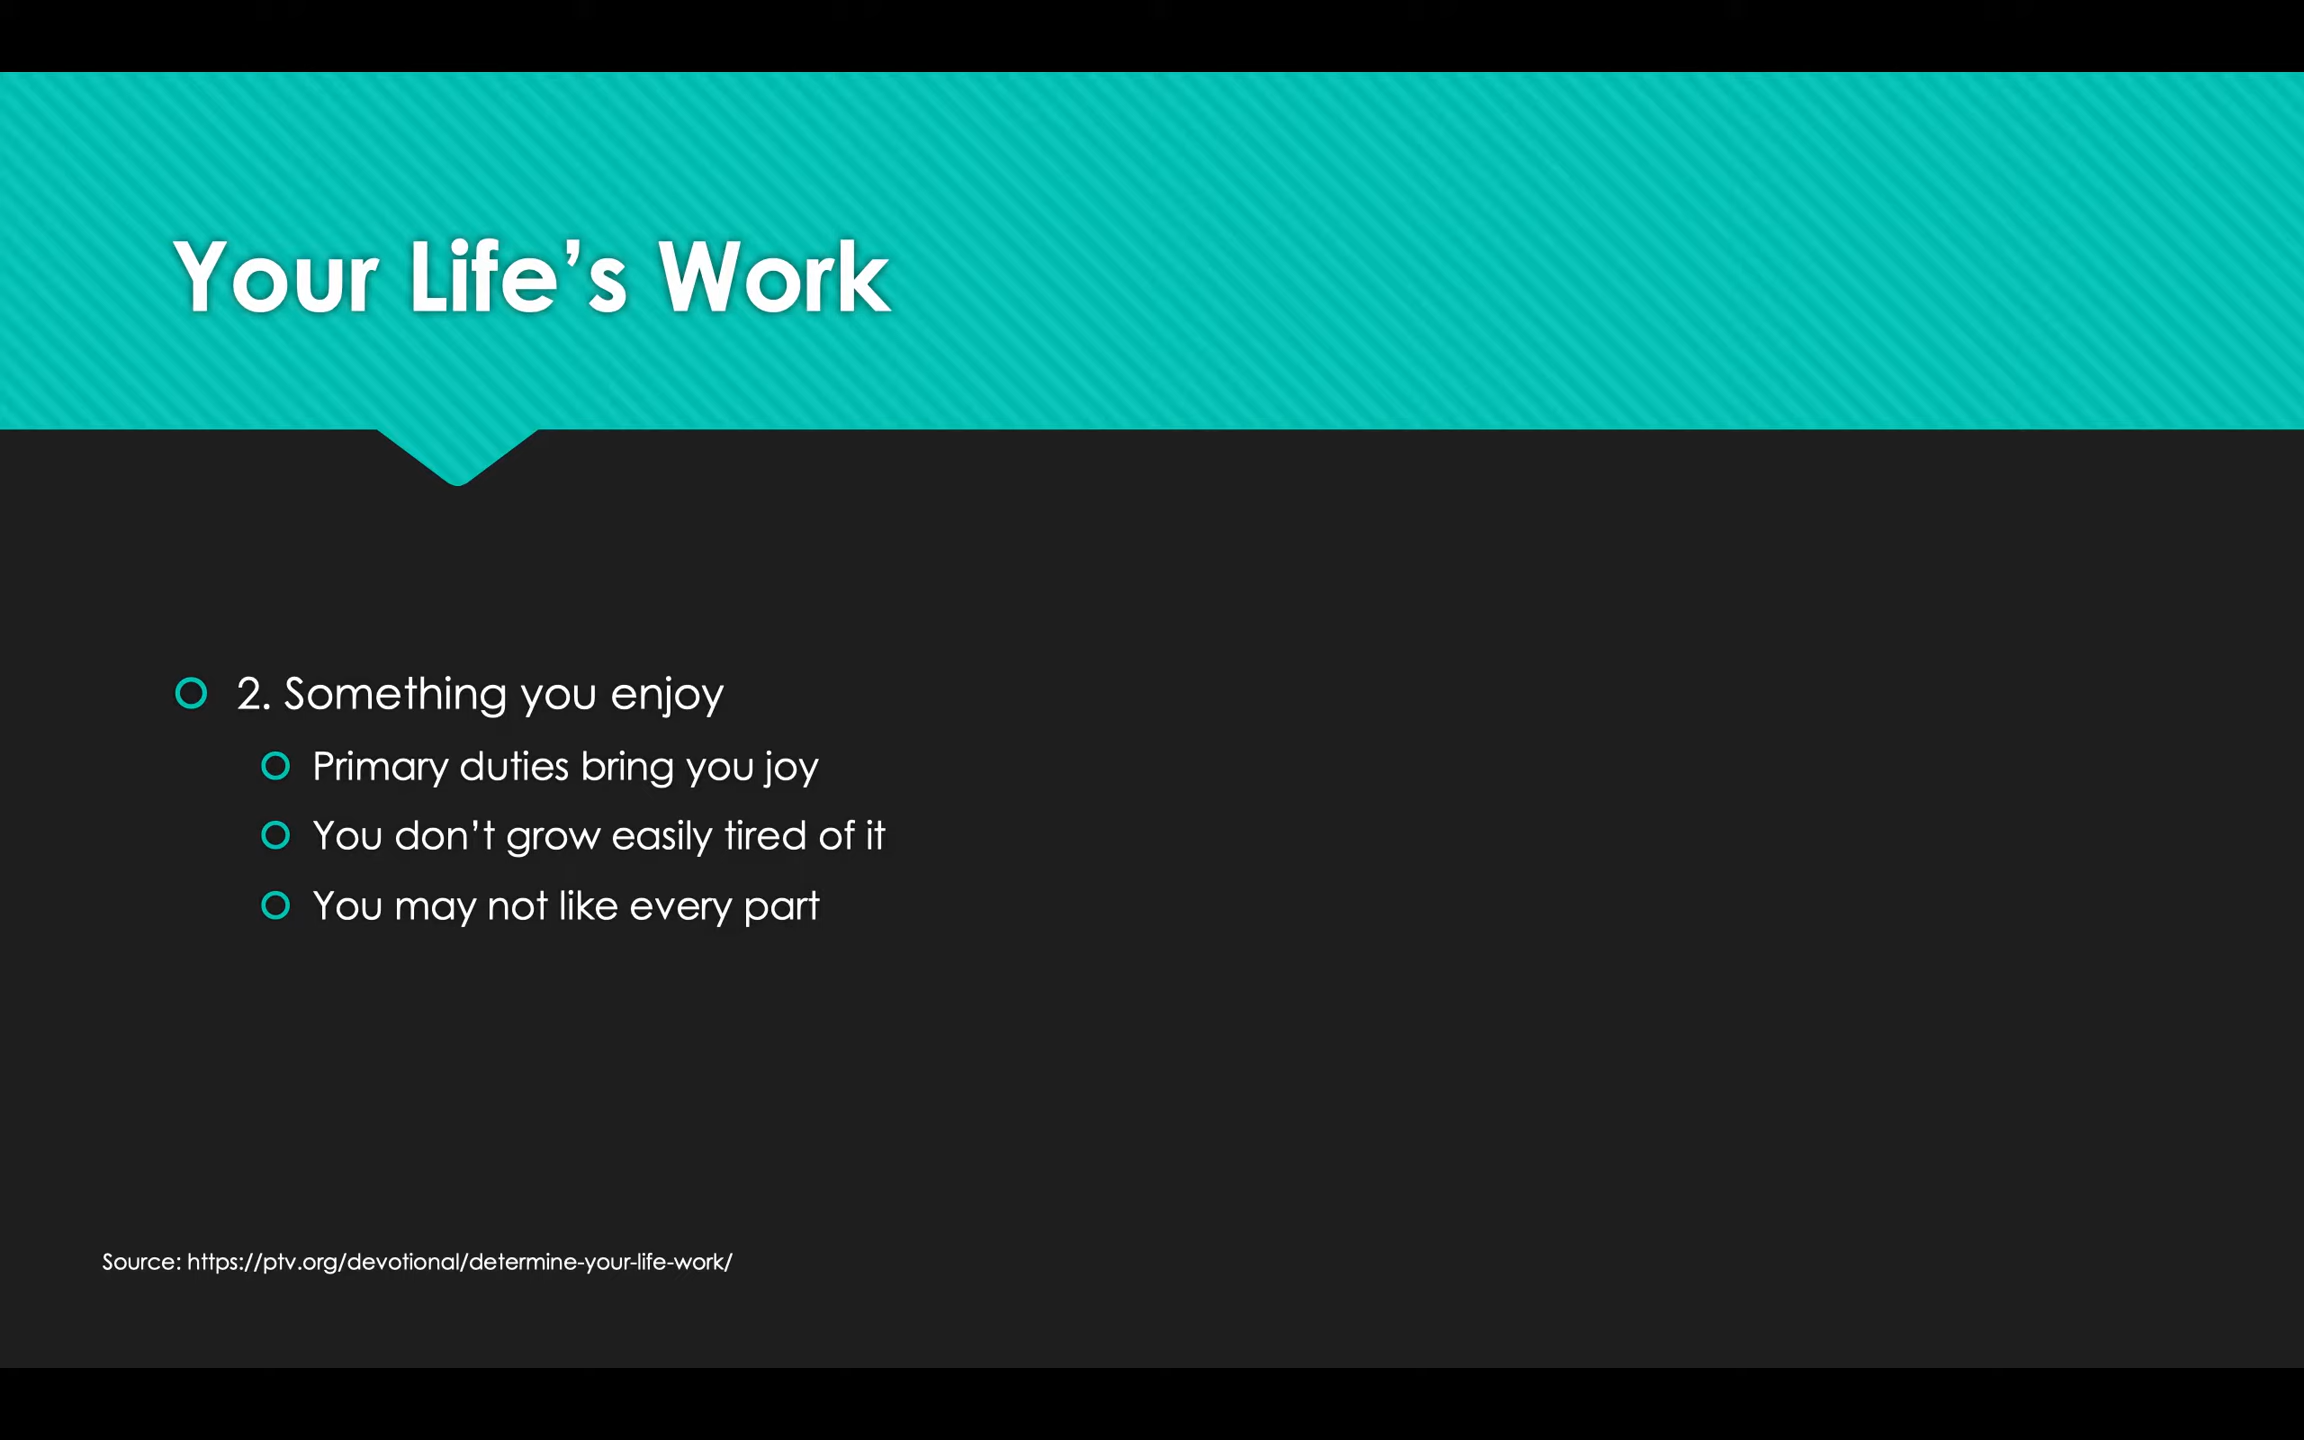 Your Life’s Work
2. Something you enjoy
Primary duties bring you joy
You don’t grow easily tired of it
You may not like every part
Source: https://ptv.org/devotional/determine-your-life-work/